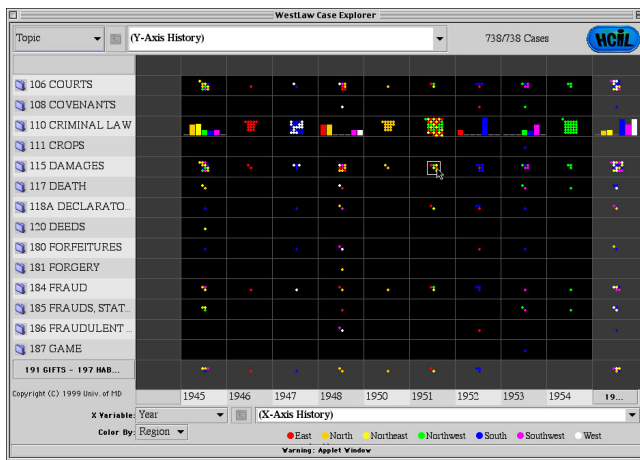 WestLaw Case Explorer
Topic (Y-Axis History) 738/738 Cases HCIL
106 COURTS
108 COVENANTS
110 CRIMINAL LAW
111 CROPS
115 DAMAGES
117 DEATH
118A DECLARATO...
120 DEEDS
180 FORFEITURES
181 FORGERY
184 FRAUD
185 FRAUDS, STAT...
186 FRAUDULENT ...
187 GAME
191 GIFTS - 197 HAB...
Copyright (C) 1999 Univ. of MD 1945 1946 1947 1948 1950 1951 1952 1953 1954 19...
X Variable: Year (X-Axis History)
Color By: Region East North Northeast Northwest South Southwest West
Warning: Applet Window